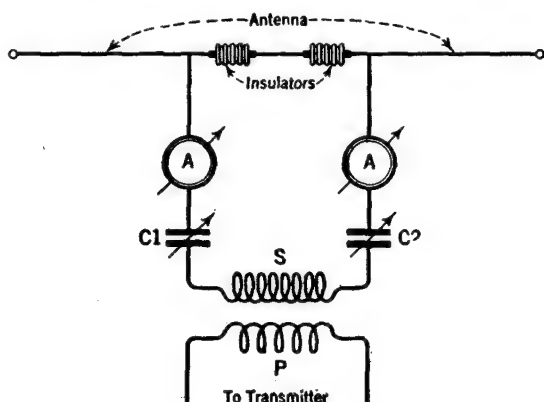 Antenna
Insulators
A A
C1 C2
S
P
To Transmitter